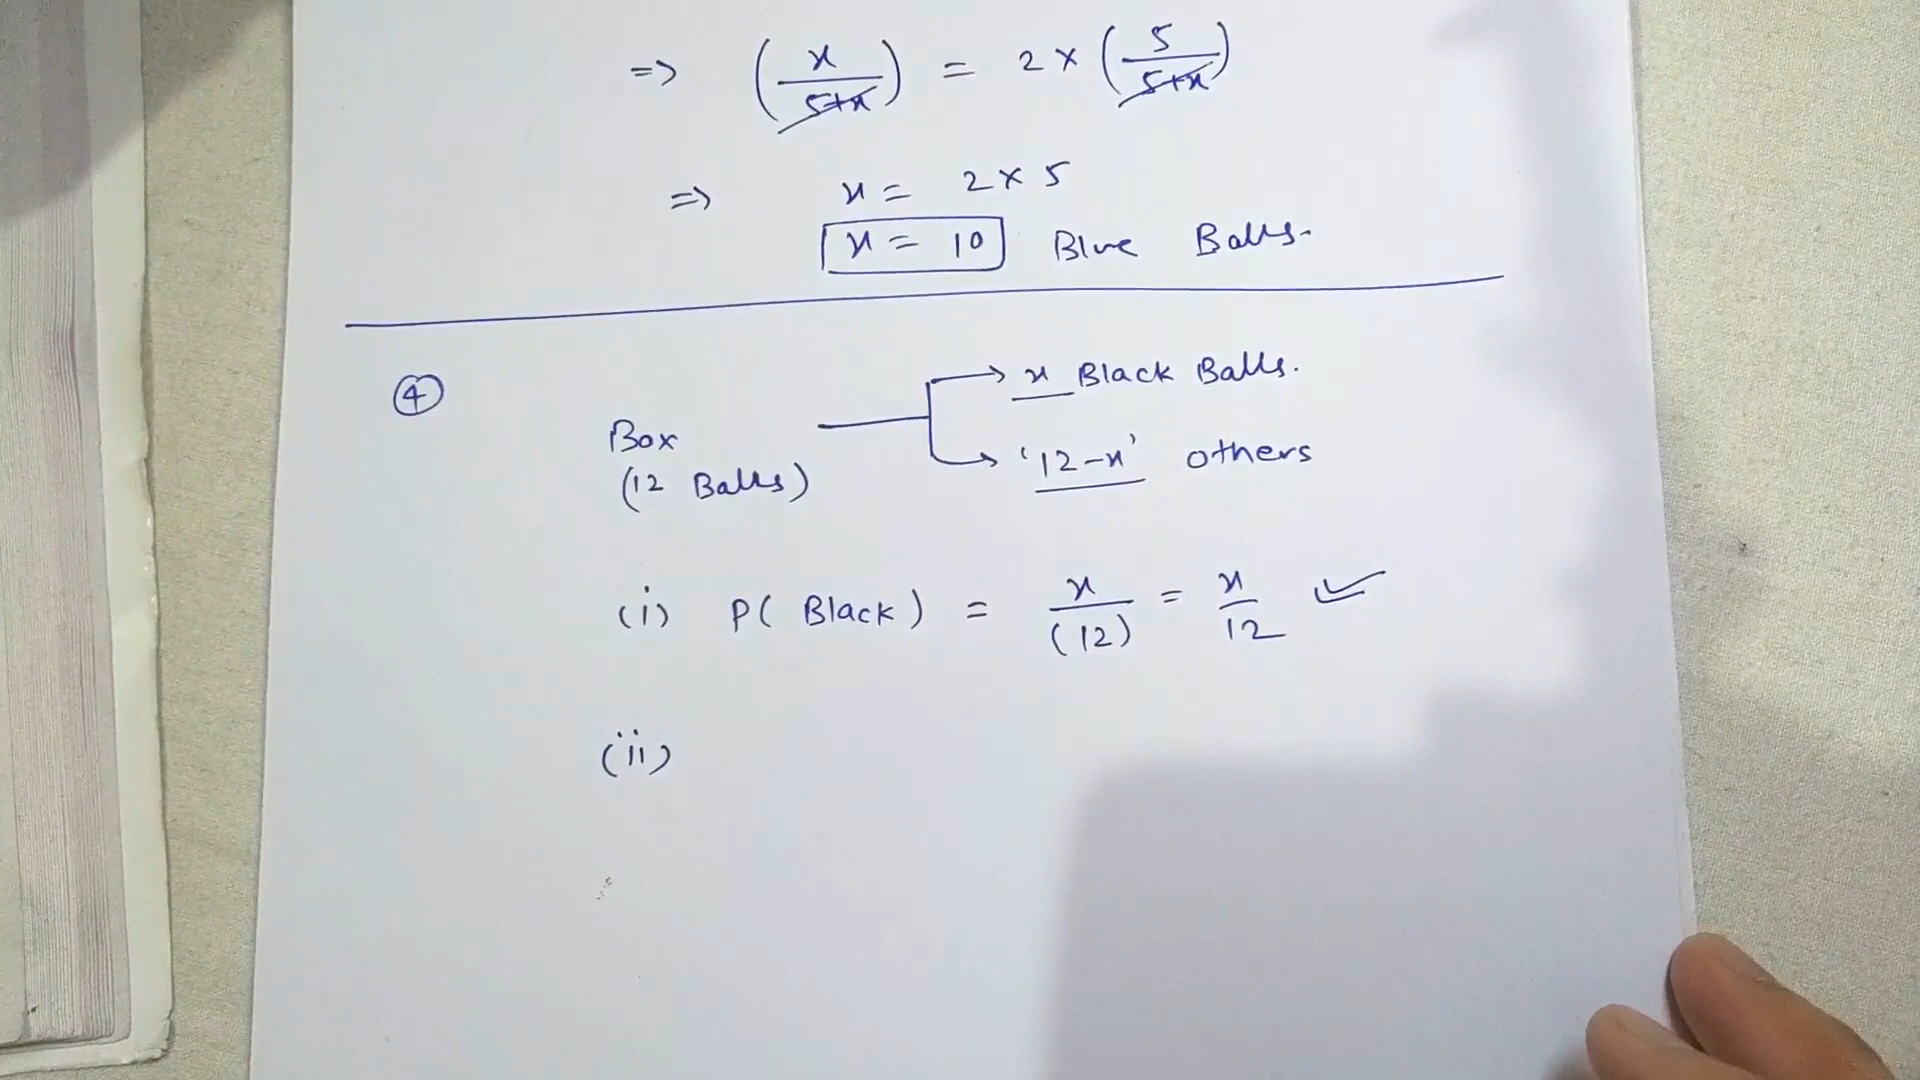 => (x/(5+x)) = 2 × (5/(5+x))
=> x = 2 × 5
x = 10 Blue Balls.
④
x Black Balls.
Box
(12 Balls)
'12-x' others
(i) P( Black ) = x/(12) = x/12 ✓
(ii)